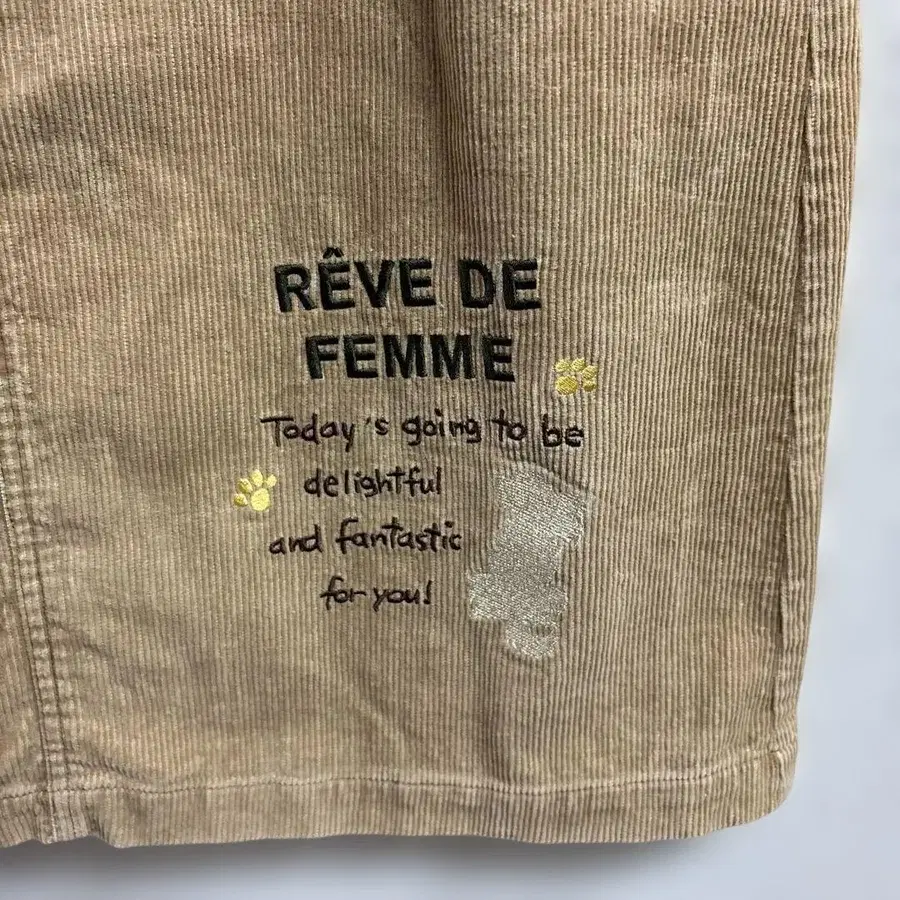 RÊVE DE
FEMME
Today's going to be
delightful
and fantastic
for you!